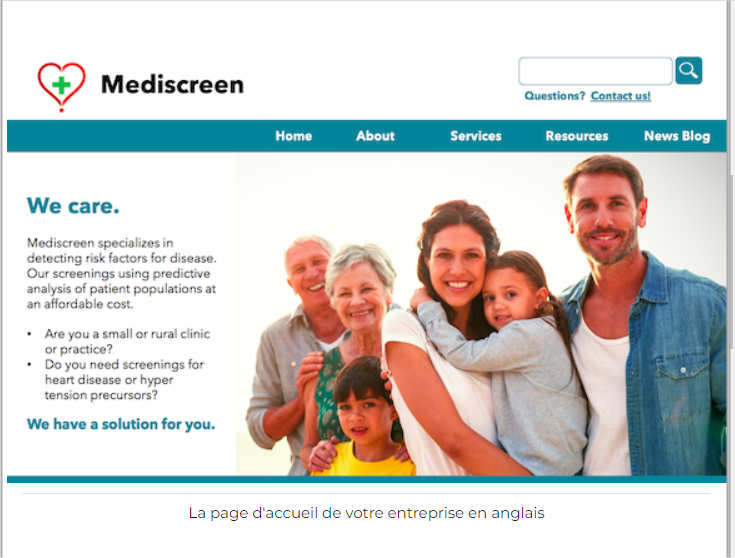 Mediscreen
Questions? Contact us!
Home About Services Resources News Blog
We care.
Mediscreen specializes in
detecting risk factors for disease.
Our screenings using predictive
analysis of patient populations at
an affordable cost.
• Are you a small or rural clinic
or practice?
• Do you need screenings for
heart disease or hyper
tension precursors?
We have a solution for you.
La page d'accueil de votre entreprise en anglais